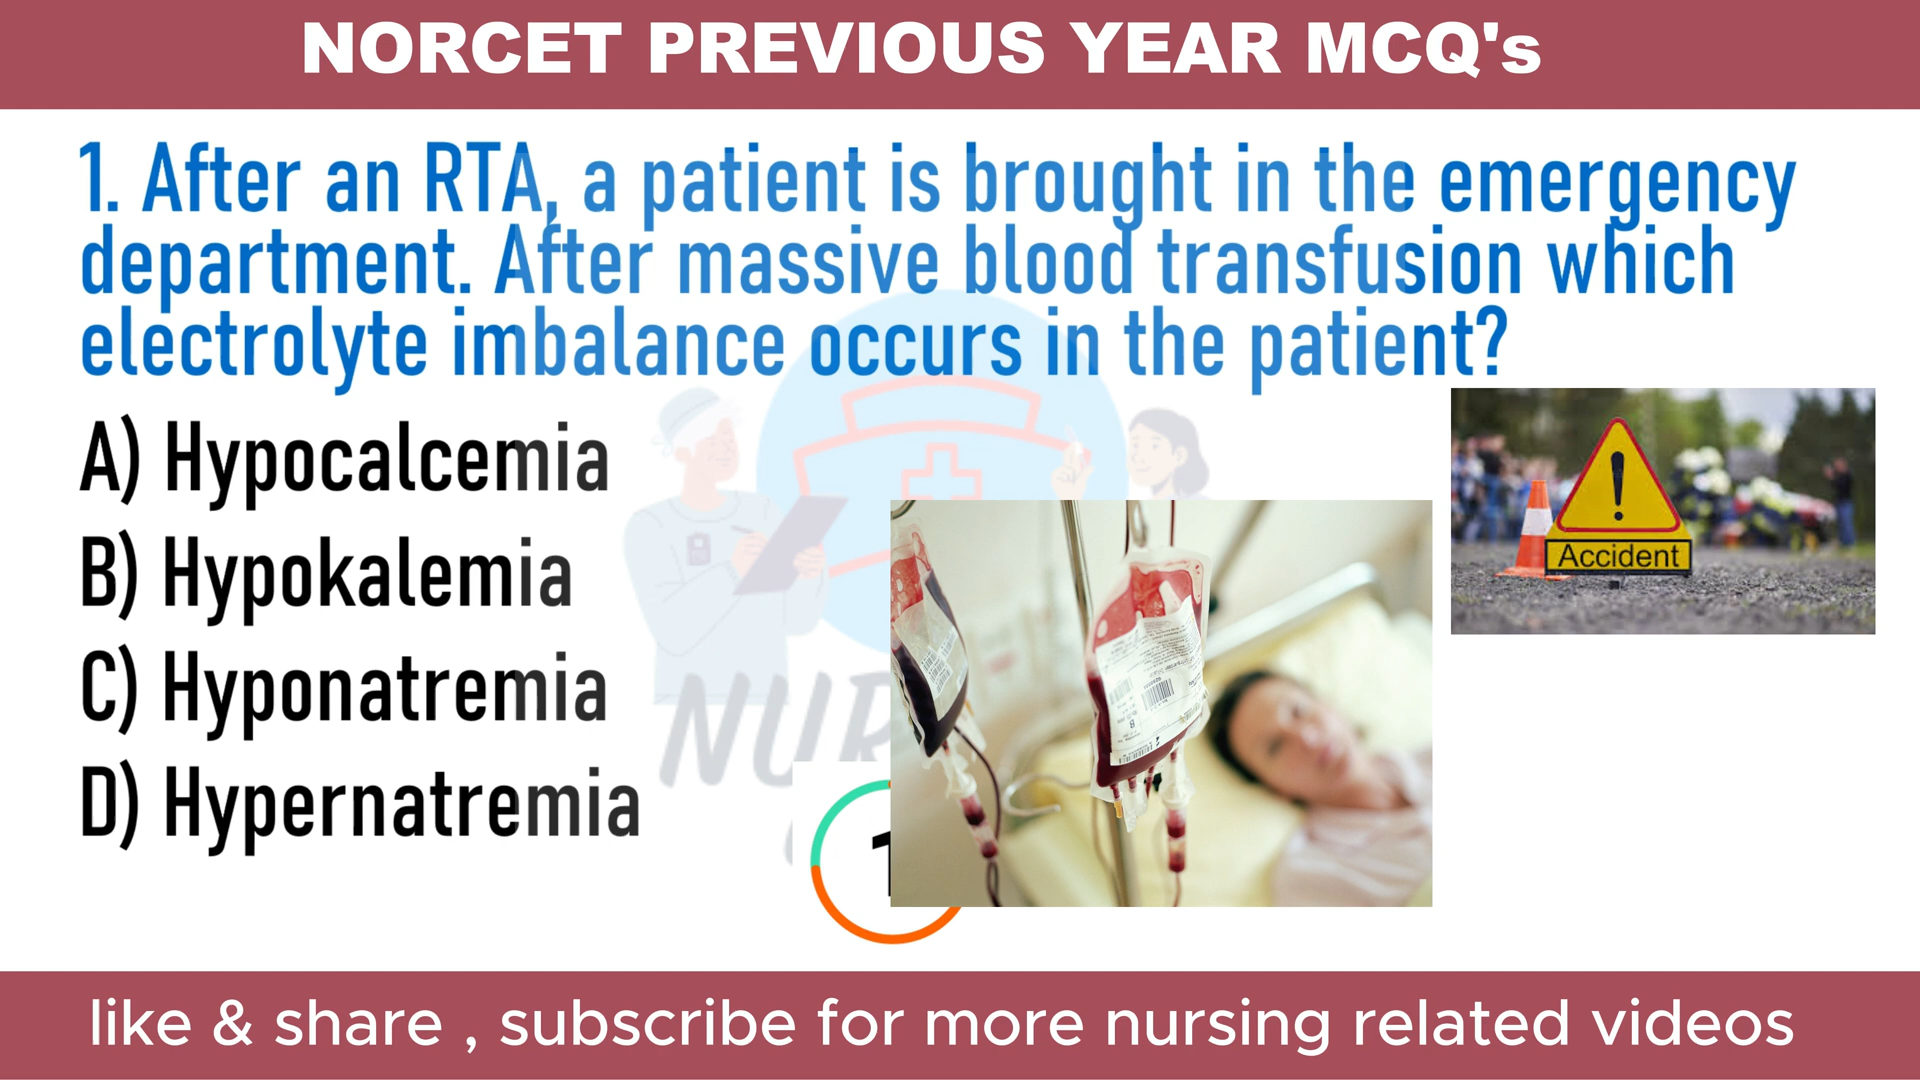 NORCET PREVIOUS YEAR MCQ's
1. After an RTA, a patient is brought in the emergency
department. After massive blood transfusion which
electrolyte imbalance occurs in the patient?
A) Hypocalcemia
B) Hypokalemia
C) Hyponatremia
D) Hypernatremia
Accident
like & share , subscribe for more nursing related videos